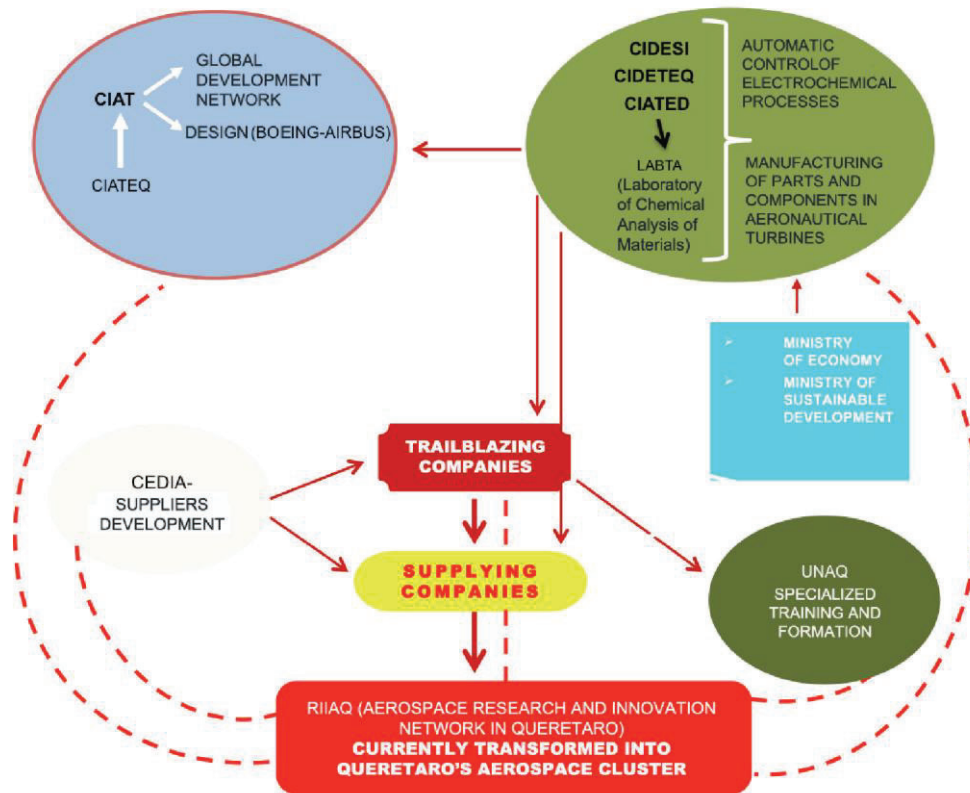 GLOBAL
DEVELOPMENT
NETWORK
CIAT
DESIGN (BOEING-AIRBUS)
CIATEQ
CIDESI
CIDETEQ
CIATED
LABTA
(Laboratory
of Chemical
Analysis of
Materials)
AUTOMATIC
CONTROLOF
ELECTROCHEMICAL
PROCESSES
MANUFACTURING
OF PARTS AND
COMPONENTS IN
AERONAUTICAL
TURBINES
MINISTRY
OF ECONOMY
MINISTRY OF
SUSTAINABLE
DEVELOPMENT
TRAILBLAZING
COMPANIES
CEDIA-
SUPPLIERS
DEVELOPMENT
SUPPLYING
COMPANIES
UNAQ
SPECIALIZED
TRAINING AND
FORMATION
RIIAQ (AEROSPACE RESEARCH AND INNOVATION
NETWORK IN QUERETARO)
CURRENTLY TRANSFORMED INTO
QUERETARO'S AEROSPACE CLUSTER